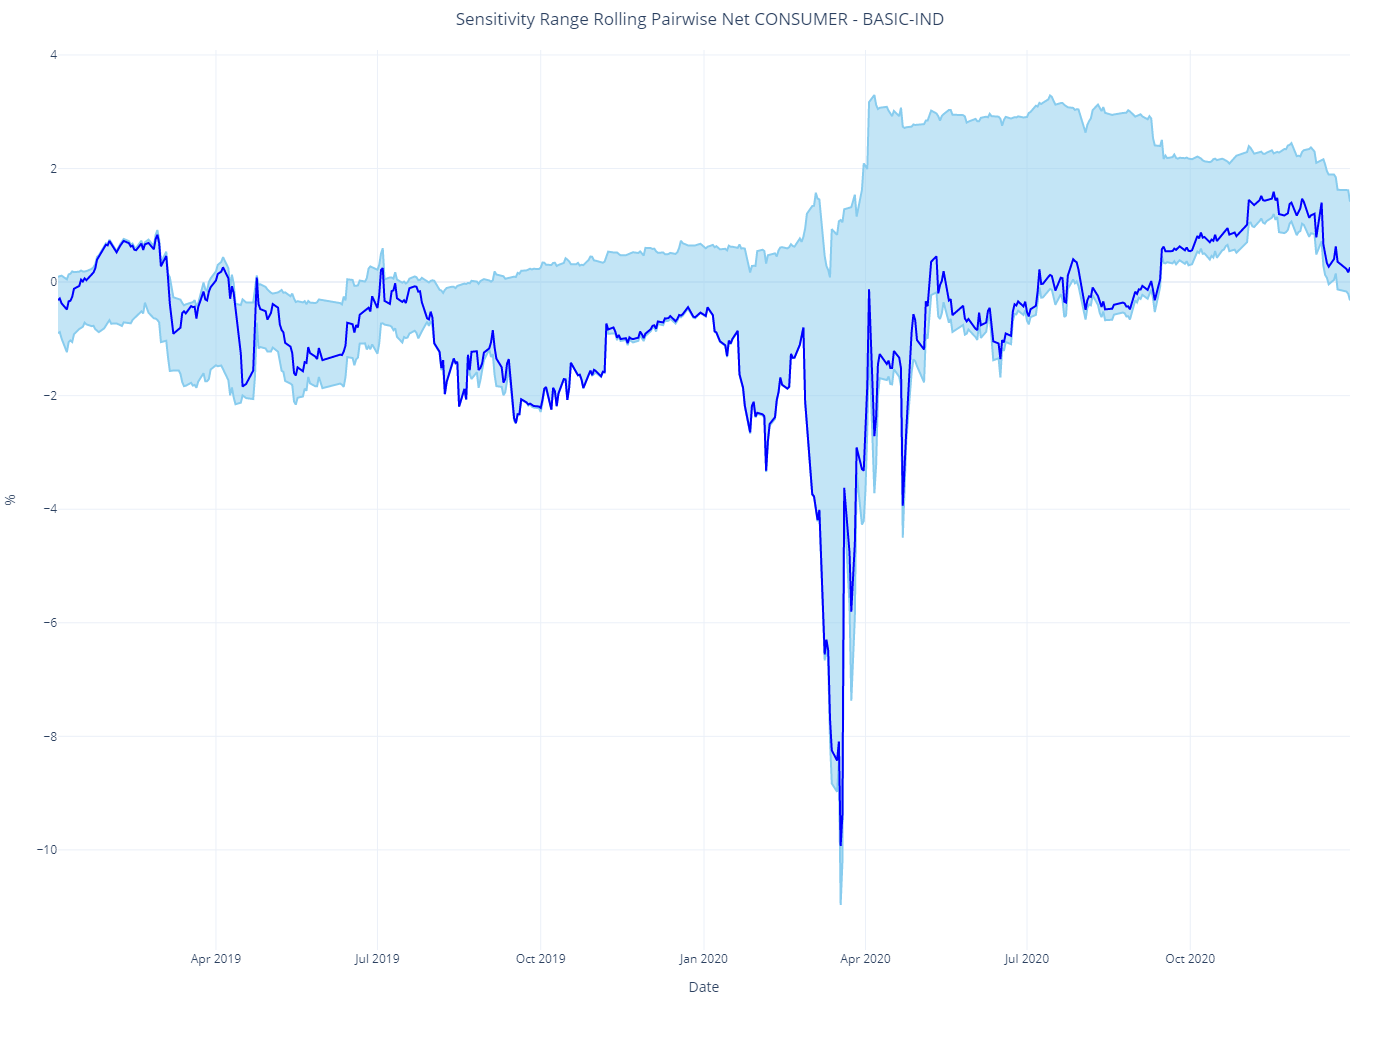 Sensitivity Range Rolling Pairwise Net CONSUMER - BASIC-IND
4
2
0
−2
−4
−6
−8
−10
%
Apr 2019
Jul 2019
Oct 2019
Jan 2020
Apr 2020
Jul 2020
Oct 2020
Date